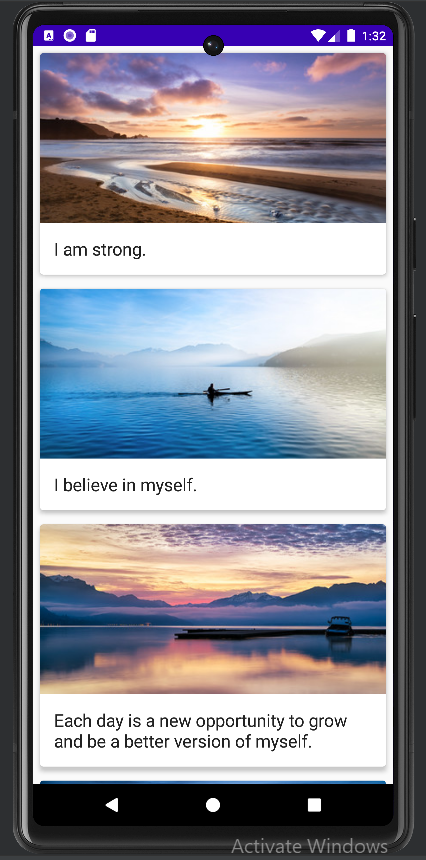 1:32
I am strong.
I believe in myself.
Each day is a new opportunity to grow
and be a better version of myself.
Activate Windows